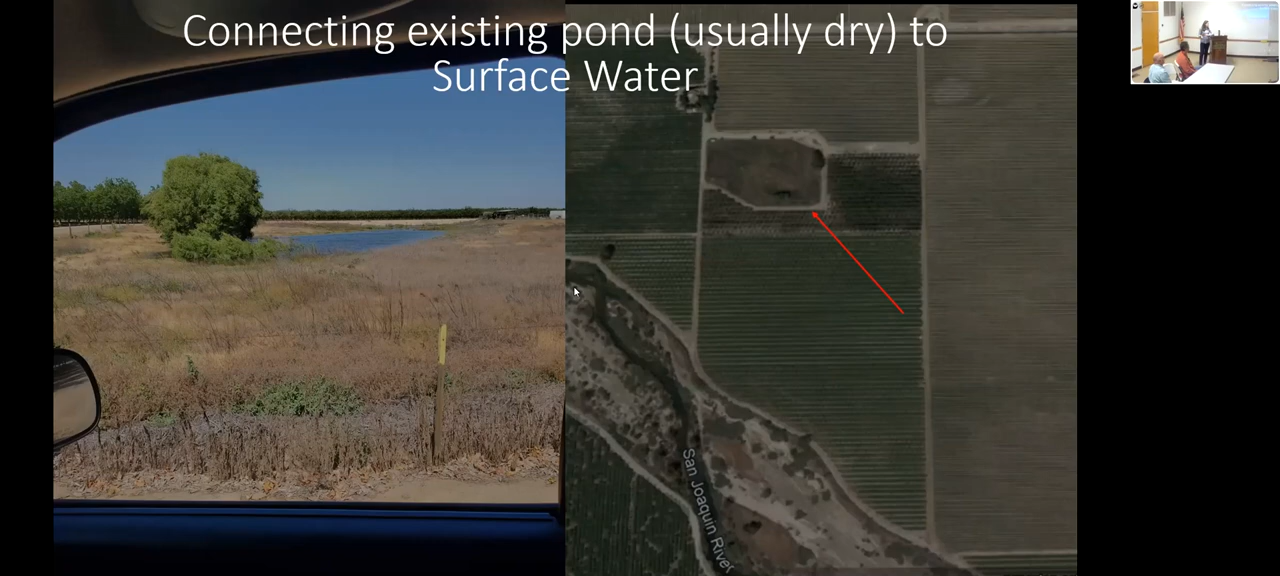 Connecting existing pond (usually dry) to
Surface Water
San Joaquin River